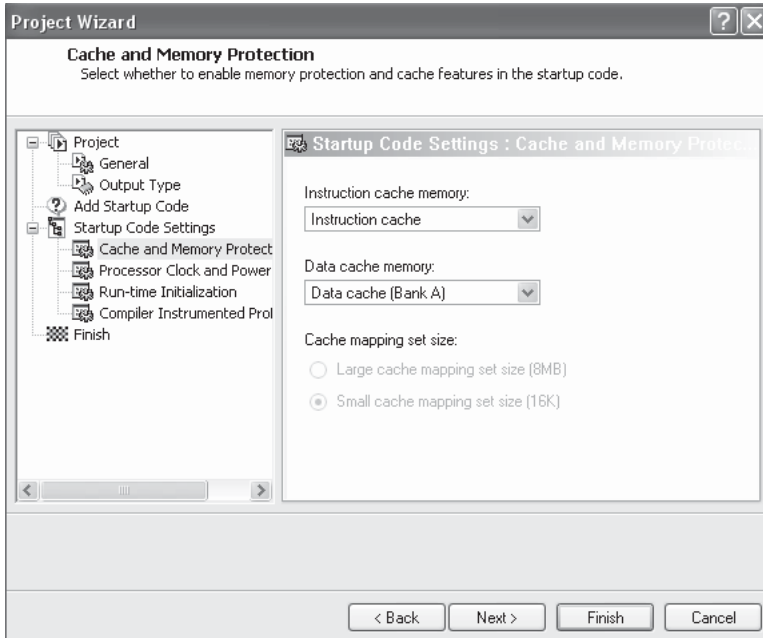 Project Wizard
Cache and Memory Protection
Select whether to enable memory protection and cache features in the startup code.
Project
General
Output Type
Add Startup Code
Startup Code Settings
Cache and Memory Protect
Processor Clock and Power
Run-time Initialization
Compiler Instrumented Prof
Finish
Startup Code Settings : Cache and Memory Protec...
Instruction cache memory:
Instruction cache
Data cache memory:
Data cache (Bank A)
Cache mapping set size:
Large cache mapping set size (8MB)
Small cache mapping set size (16K)
< Back
Next >
Finish
Cancel